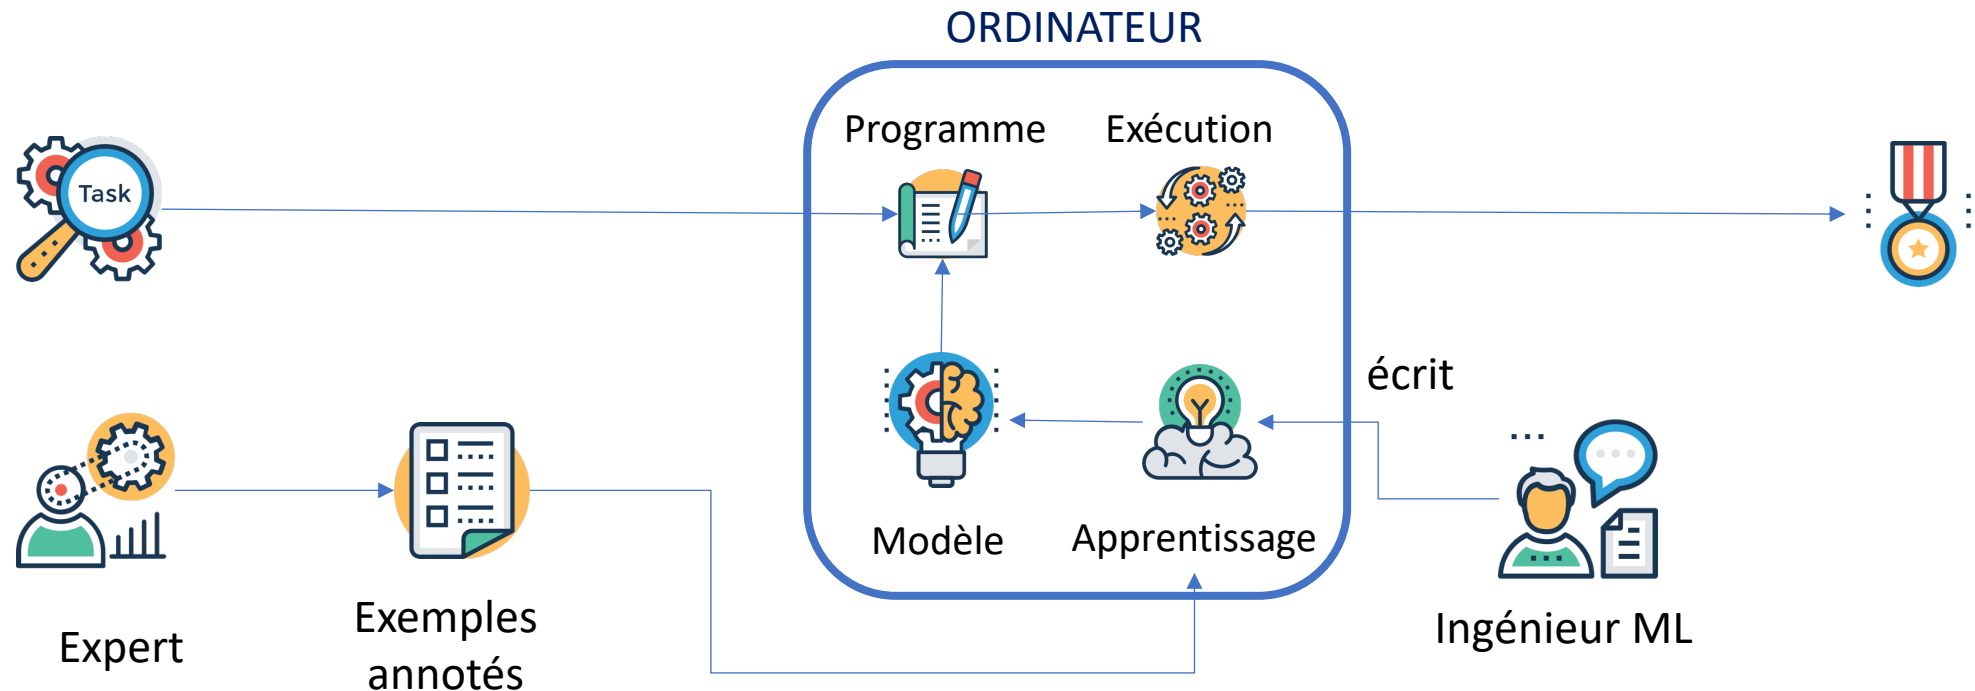 ORDINATEUR
Programme
Exécution
Task
écrit
Modèle
Apprentissage
Expert
Exemples
annotés
Ingénieur ML